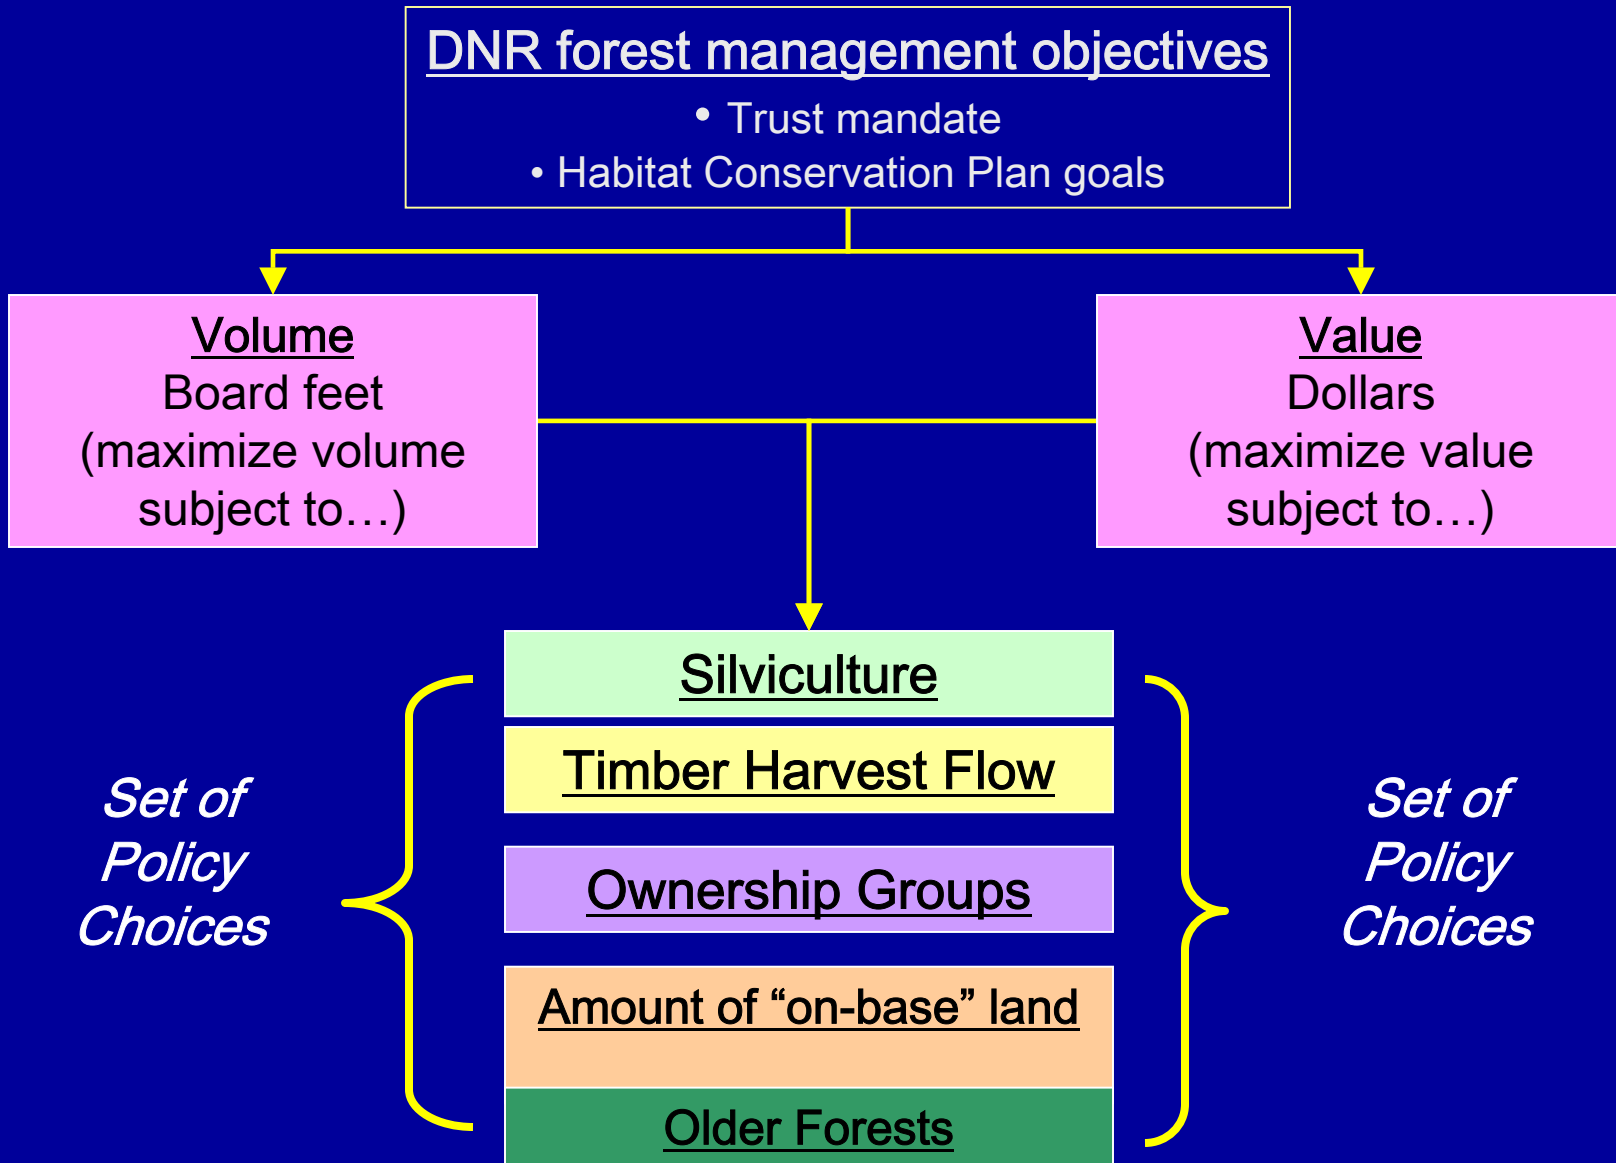 DNR forest management objectives
• Trust mandate
• Habitat Conservation Plan goals
Volume
Board feet
(maximize volume
subject to…)
Value
Dollars
(maximize value
subject to…)
Silviculture
Timber Harvest Flow
Ownership Groups
Amount of “on-base” land
Older Forests
Set of
Policy
Choices
Set of
Policy
Choices